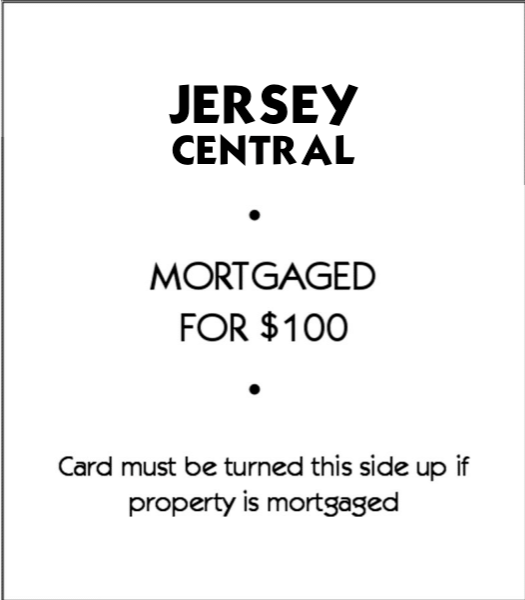 JERSEY
CENTRAL
•
MORTGAGED
FOR $100
•
Card must be turned this side up if
property is mortgaged